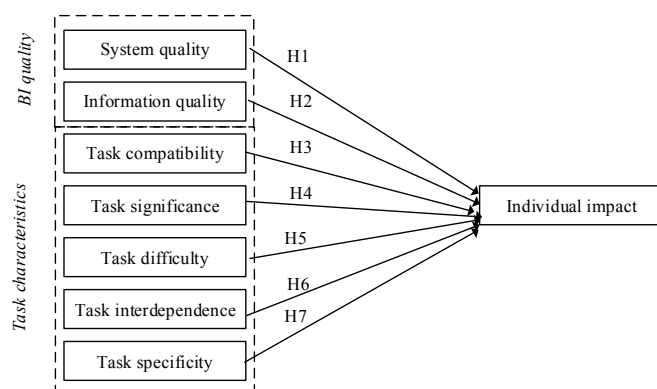 BI quality
System quality
H1
Information quality
H2
Task characteristics
Task compatibility
H3
Task significance
H4
Individual impact
Task difficulty
H5
Task interdependence
H6
Task specificity
H7